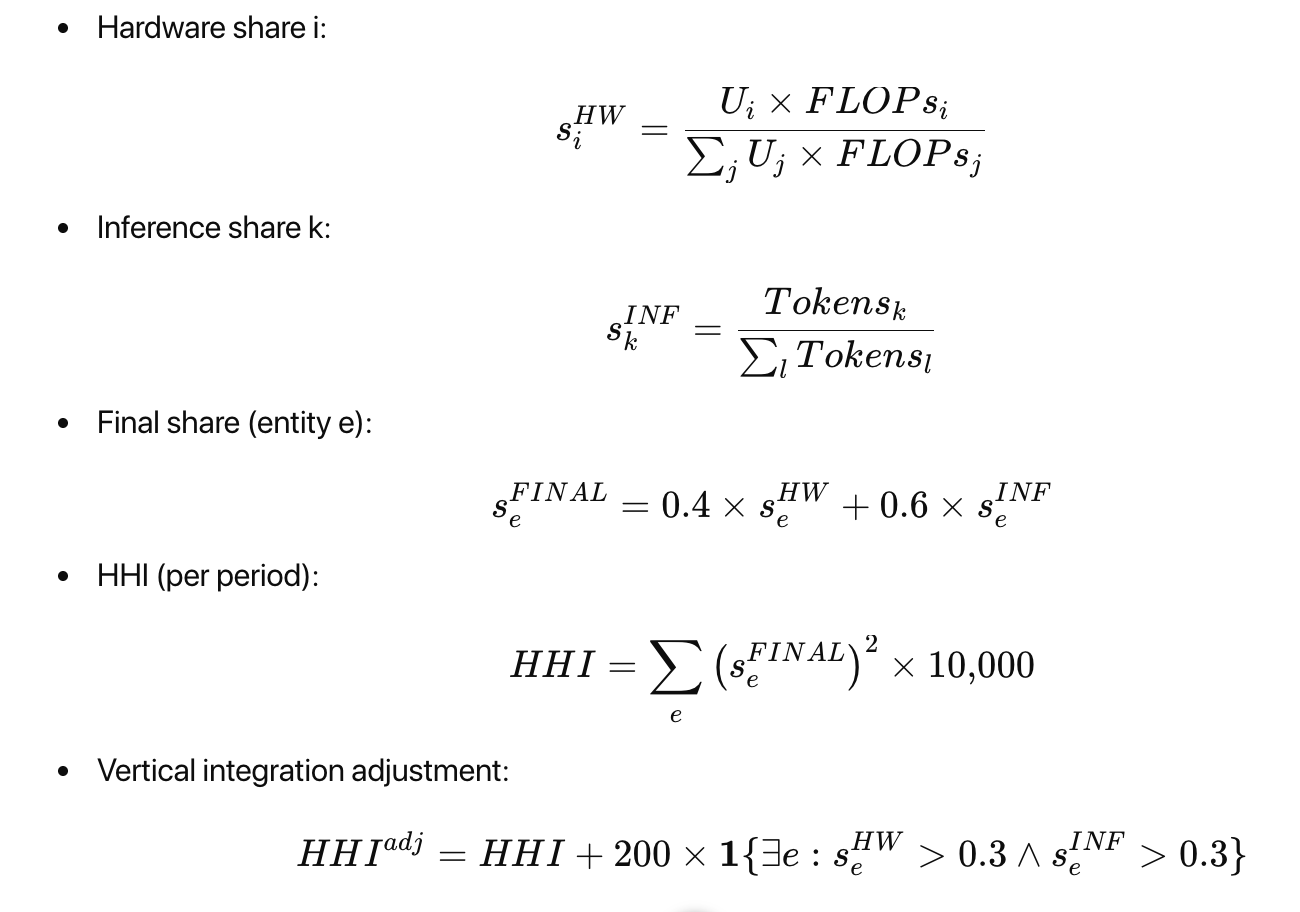 • Hardware share i:
$s_i^{HW} = \frac{U_i \times FLOPs_i}{\sum_j U_j \times FLOPs_j}$
• Inference share k:
$s_k^{INF} = \frac{Tokens_k}{\sum_l Tokens_l}$
• Final share (entity e):
$s_e^{FINAL} = 0.4 \times s_e^{HW} + 0.6 \times s_e^{INF}$
• HHI (per period):
$HHI = \sum_e \left(s_e^{FINAL}\right)^2 \times 10,000$
• Vertical integration adjustment:
$HHI^{adj} = HHI + 200 \times \mathbf{1}\{\exists e : s_e^{HW} > 0.3 \wedge s_e^{INF} > 0.3\}$